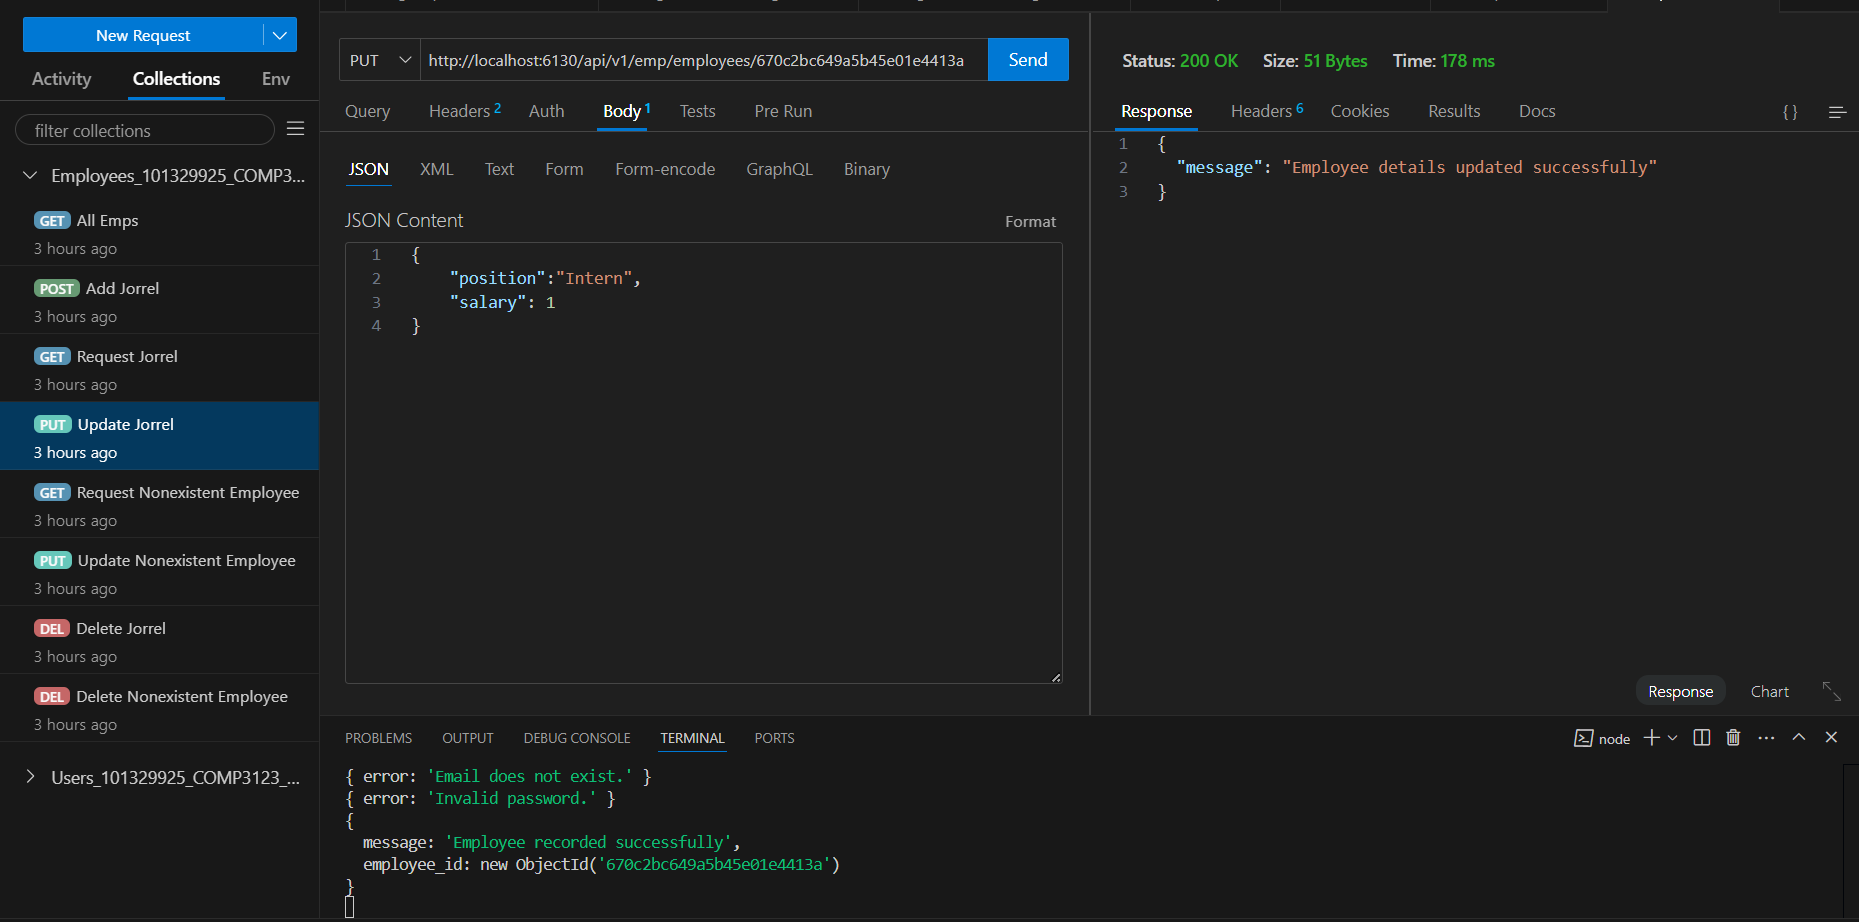 New Request
Activity Collections Env
filter collections
Employees_101329925_COMP3...
GET All Emps
3 hours ago
POST Add Jorrel
3 hours ago
GET Request Jorrel
3 hours ago
PUT Update Jorrel
3 hours ago
GET Request Nonexistent Employee
3 hours ago
PUT Update Nonexistent Employee
3 hours ago
DEL Delete Jorrel
3 hours ago
DEL Delete Nonexistent Employee
3 hours ago
Users_101329925_COMP3123_...
PUT http://localhost:6130/api/v1/emp/employees/670c2bc649a5b45e01e4413a Send
Query Headers 2 Auth Body 1 Tests Pre Run
JSON XML Text Form Form-encode GraphQL Binary
JSON Content Format
1 {
2 "position":"Intern",
3 "salary": 1
4 }
Status: 200 OK Size: 51 Bytes Time: 178 ms
Response Headers 6 Cookies Results Docs { }
1 {
2 "message": "Employee details updated successfully"
3 }
Response Chart
PROBLEMS OUTPUT DEBUG CONSOLE TERMINAL PORTS node
{ error: 'Email does not exist.' }
{ error: 'Invalid password.' }
{
message: 'Employee recorded successfully',
employee_id: new ObjectId('670c2bc649a5b45e01e4413a')
}